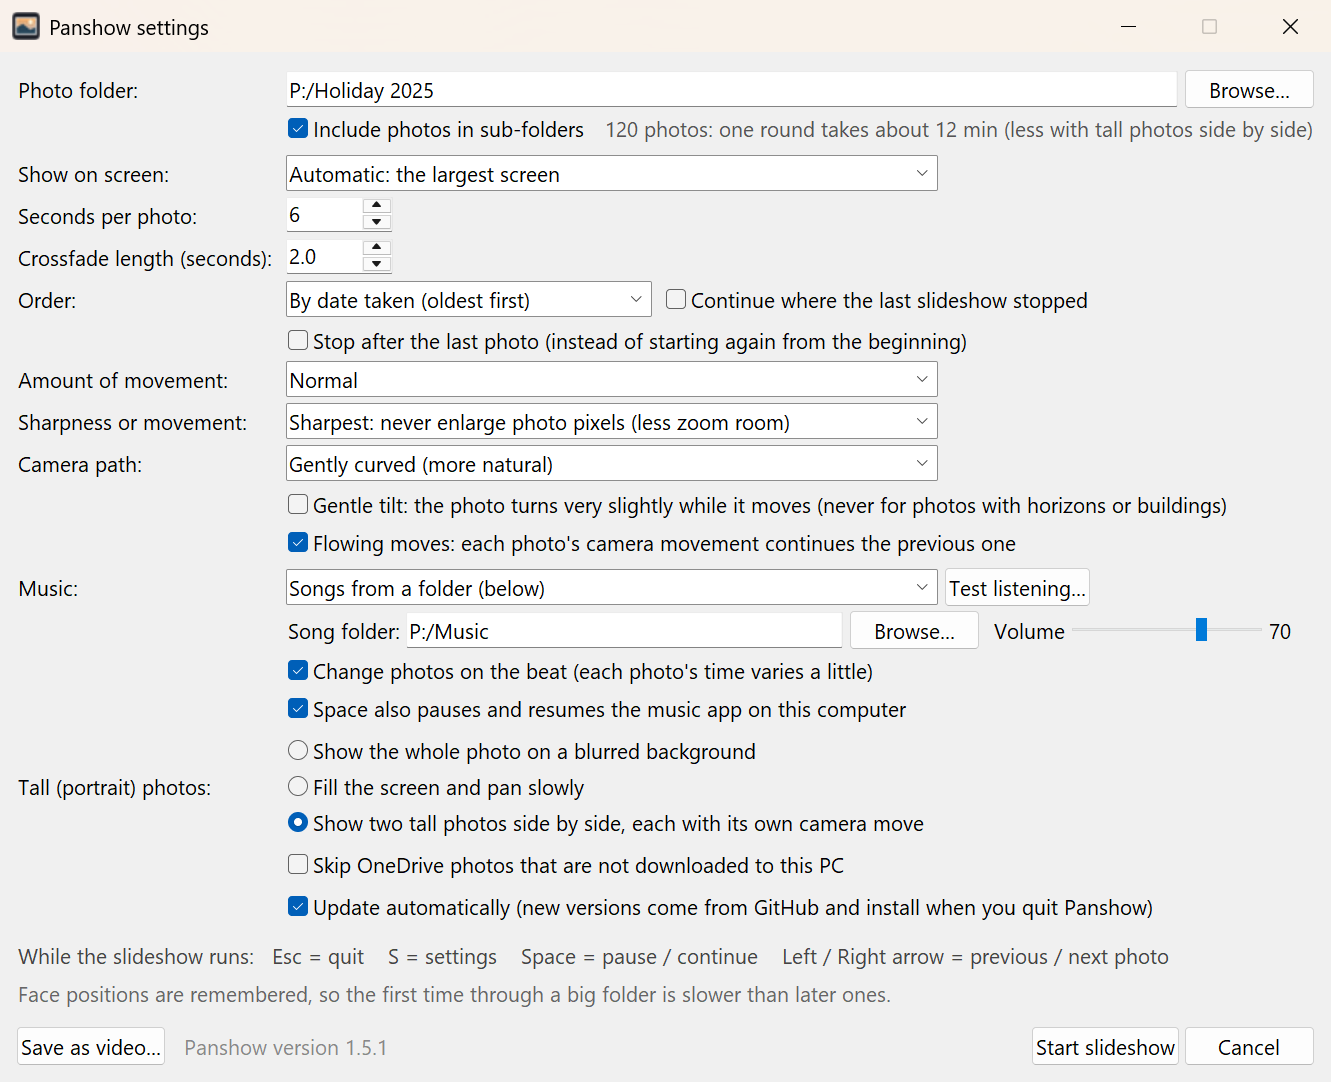 Panshow settings
Photo folder: P:/Holiday 2025 Browse...
Include photos in sub-folders 120 photos: one round takes about 12 min (less with tall photos side by side)
Show on screen: Automatic: the largest screen
Seconds per photo: 6
Crossfade length (seconds): 2.0
Order: By date taken (oldest first) Continue where the last slideshow stopped
Stop after the last photo (instead of starting again from the beginning)
Amount of movement: Normal
Sharpness or movement: Sharpest: never enlarge photo pixels (less zoom room)
Camera path: Gently curved (more natural)
Gentle tilt: the photo turns very slightly while it moves (never for photos with horizons or buildings)
Flowing moves: each photo's camera movement continues the previous one
Music: Songs from a folder (below) Test listening...
Song folder: P:/Music Browse... Volume 70
Change photos on the beat (each photo's time varies a little)
Space also pauses and resumes the music app on this computer
Show the whole photo on a blurred background
Tall (portrait) photos: Fill the screen and pan slowly
Show two tall photos side by side, each with its own camera move
Skip OneDrive photos that are not downloaded to this PC
Update automatically (new versions come from GitHub and install when you quit Panshow)
While the slideshow runs: Esc = quit S = settings Space = pause / continue Left / Right arrow = previous / next photo
Face positions are remembered, so the first time through a big folder is slower than later ones.
Save as video... Panshow version 1.5.1 Start slideshow Cancel